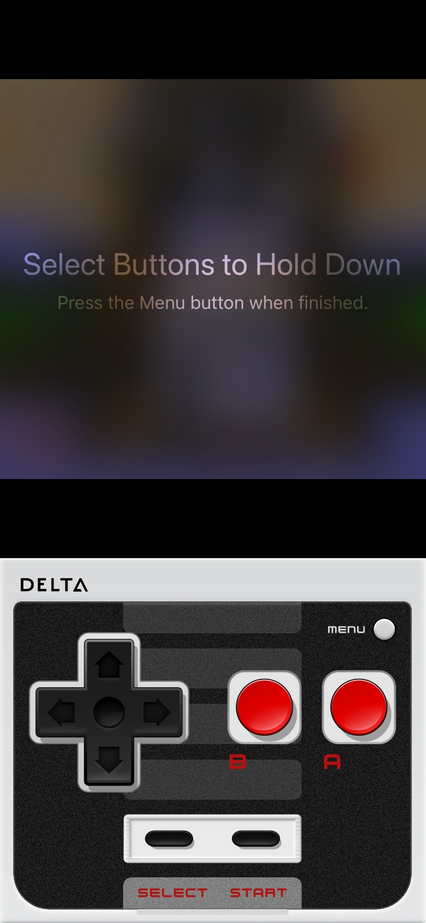 Select Buttons to Hold Down
Press the Menu button when finished.
DELTA
MENU
B A
SELECT START